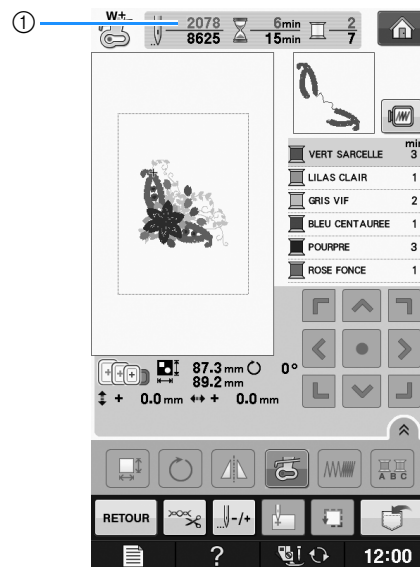 1
W+
2078 6min 2
8625 15min 7
min
VERT SARCELLE 3
LILAS CLAIR 1
GRIS VIF 2
BLEU CENTAUREE 1
POURPRE 3
ROSE FONCE 1
87.3 mm 0°
89.2 mm
+ 0.0 mm + 0.0 mm
A B C
RETOUR -/+
? 12:00